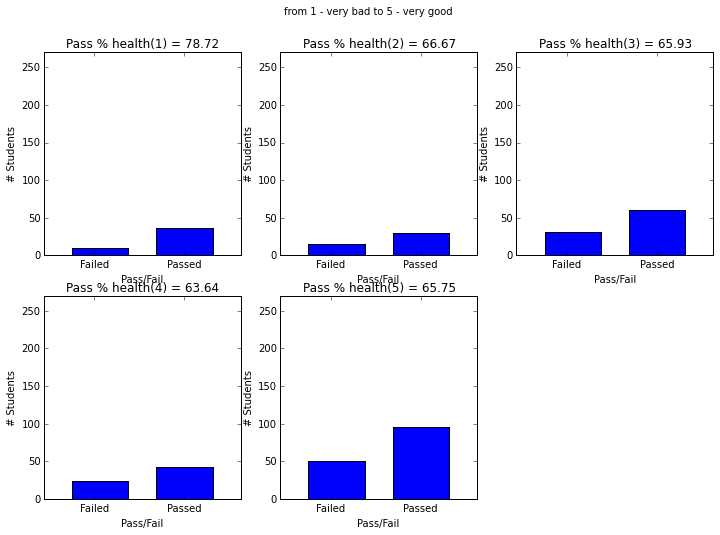 from 1 - very bad to 5 - very good
Pass % health(1) = 78.72
250
200
150
100
50
0
# Students
Failed Passed
Pass/Fail
Pass % health(2) = 66.67
250
200
150
100
50
0
# Students
Failed Passed
Pass/Fail
Pass % health(3) = 65.93
250
200
150
100
50
0
# Students
Failed Passed
Pass/Fail
Pass % health(4) = 63.64
250
200
150
100
50
0
# Students
Failed Passed
Pass/Fail
Pass % health(5) = 65.75
250
200
150
100
50
0
# Students
Failed Passed
Pass/Fail